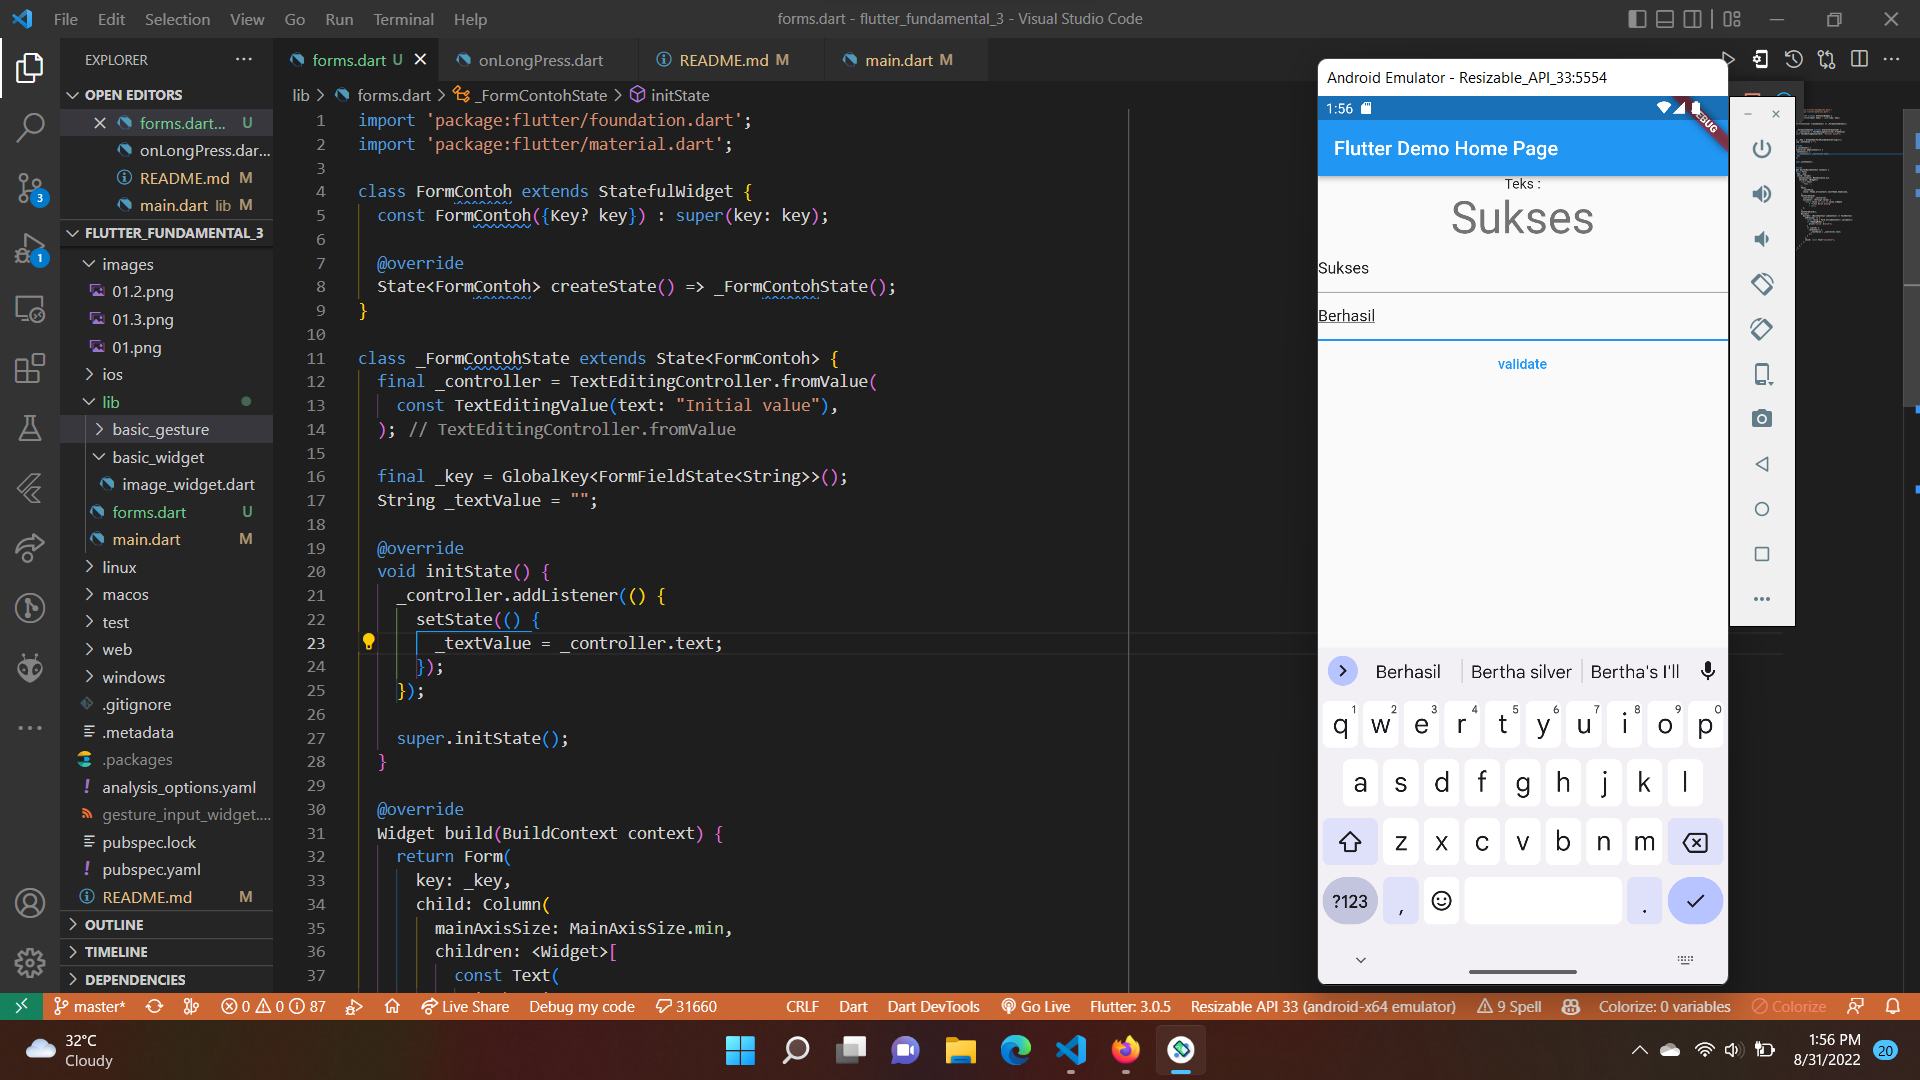 File Edit Selection View Go Run Terminal Help
forms.dart - flutter_fundamental_3 - Visual Studio Code
EXPLORER
forms.dart U
onLongPress.dart
README.md M
main.dart M
OPEN EDITORS
forms.dart... U
onLongPress.dar...
README.md M
main.dart lib M
FLUTTER_FUNDAMENTAL_3
images
01.2.png
01.3.png
01.png
ios
lib
basic_gesture
basic_widget
image_widget.dart
forms.dart U
main.dart M
linux
macos
test
web
windows
.gitignore
.metadata
.packages
analysis_options.yaml
gesture_input_widget....
pubspec.lock
pubspec.yaml
README.md M
OUTLINE
TIMELINE
DEPENDENCIES
3
1
lib > forms.dart > _FormContohState > initState
1 import 'package:flutter/foundation.dart';
2 import 'package:flutter/material.dart';
3
4 class FormContoh extends StatefulWidget {
5 const FormContoh({Key? key}) : super(key: key);
6
7 @override
8 State<FormContoh> createState() => _FormContohState();
9 }
10
11 class _FormContohState extends State<FormContoh> {
12 final _controller = TextEditingController.fromValue(
13 const TextEditingValue(text: "Initial value"),
14 ); // TextEditingController.fromValue
15
16 final _key = GlobalKey<FormFieldState<String>>();
17 String _textValue = "";
18
19 @override
20 void initState() {
21 _controller.addListener(() {
22 setState(() {
23 _textValue = _controller.text;
24 });
25 });
26
27 super.initState();
28 }
29
30 @override
31 Widget build(BuildContext context) {
32 return Form(
33 key: _key,
34 child: Column(
35 mainAxisSize: MainAxisSize.min,
36 children: <Widget>[
37 const Text(
Android Emulator - Resizable_API_33:5554
1:56
Flutter Demo Home Page
Teks :
Sukses
Sukses
Berhasil
validate
Berhasil Bertha silver Bertha's I'll
q1 w2 e3 r4 t5 y6 u7 i8 o9 p0
a s d f g h j k l
z x c v b n m
?123 , .
master* 0 0 87 Live Share Debug my code 31660 CRLF Dart Dart DevTools Go Live Flutter: 3.0.5 Resizable API 33 (android-x64 emulator) 9 Spell Colorize: 0 variables Colorize
32°C
Cloudy
1:56 PM
8/31/2022
20